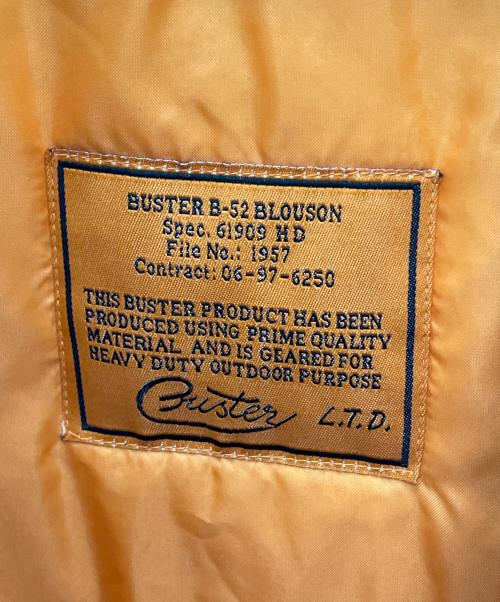 BUSTER B-52 BLOUSON
Spec. 61909 HD
File No.: 1957
Contract: 06-97-6250
THIS BUSTER PRODUCT HAS BEEN
PRODUCED USING PRIME QUALITY
MATERIAL AND IS GEARED FOR
HEAVY DUTY OUTDOOR PURPOSE
Buster L.T.D.